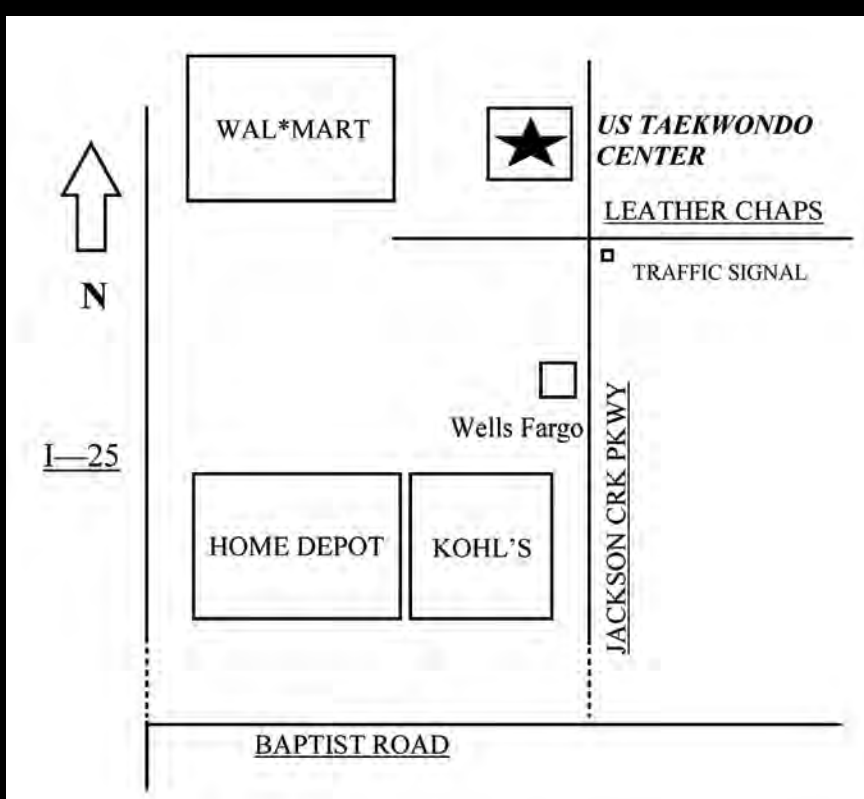 WAL*MART
US TAEKWONDO
CENTER
LEATHER CHAPS
TRAFFIC SIGNAL
N
Wells Fargo
I—25
JACKSON CRK PKWY
HOME DEPOT
KOHL'S
BAPTIST ROAD